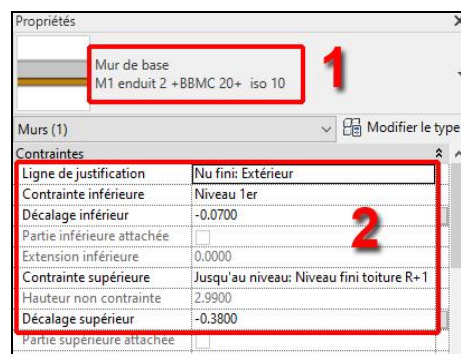 Propriétés
Mur de base
M1 enduit 2 +BBMC 20+ iso 10
1
Murs (1)
Modifier le type
Contraintes
Ligne de justification Nu fini: Extérieur
Contrainte inférieure Niveau 1er
Décalage inférieur -0.0700
Partie inférieure attachée
Extension inférieure 0.0000
Contrainte supérieure Jusqu'au niveau: Niveau fini toiture R+1
Hauteur non contrainte 2.9900
Décalage supérieur -0.3800
Partie supérieure attachée
2